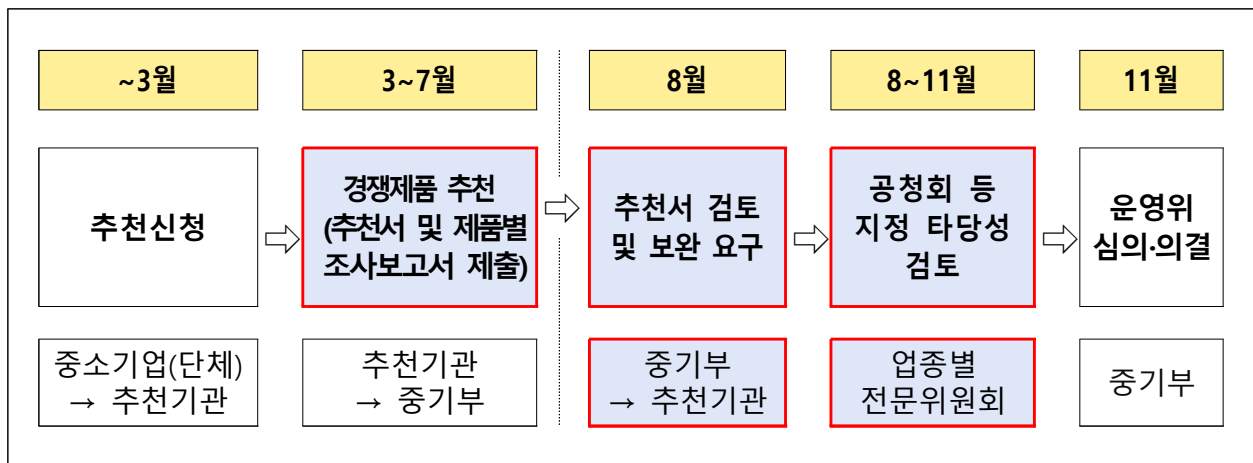 ~3월
3~7월
8월
8~11월
11월
추천신청
⇨
경쟁제품 추천
(추천서 및 제품별
조사보고서 제출)
⇨
추천서 검토
및 보완 요구
⇨
공청회 등
지정 타당성
검토
⇨
운영위
심의·의결
중소기업(단체)
→ 추천기관
추천기관
→ 중기부
중기부
→ 추천기관
업종별
전문위원회
중기부